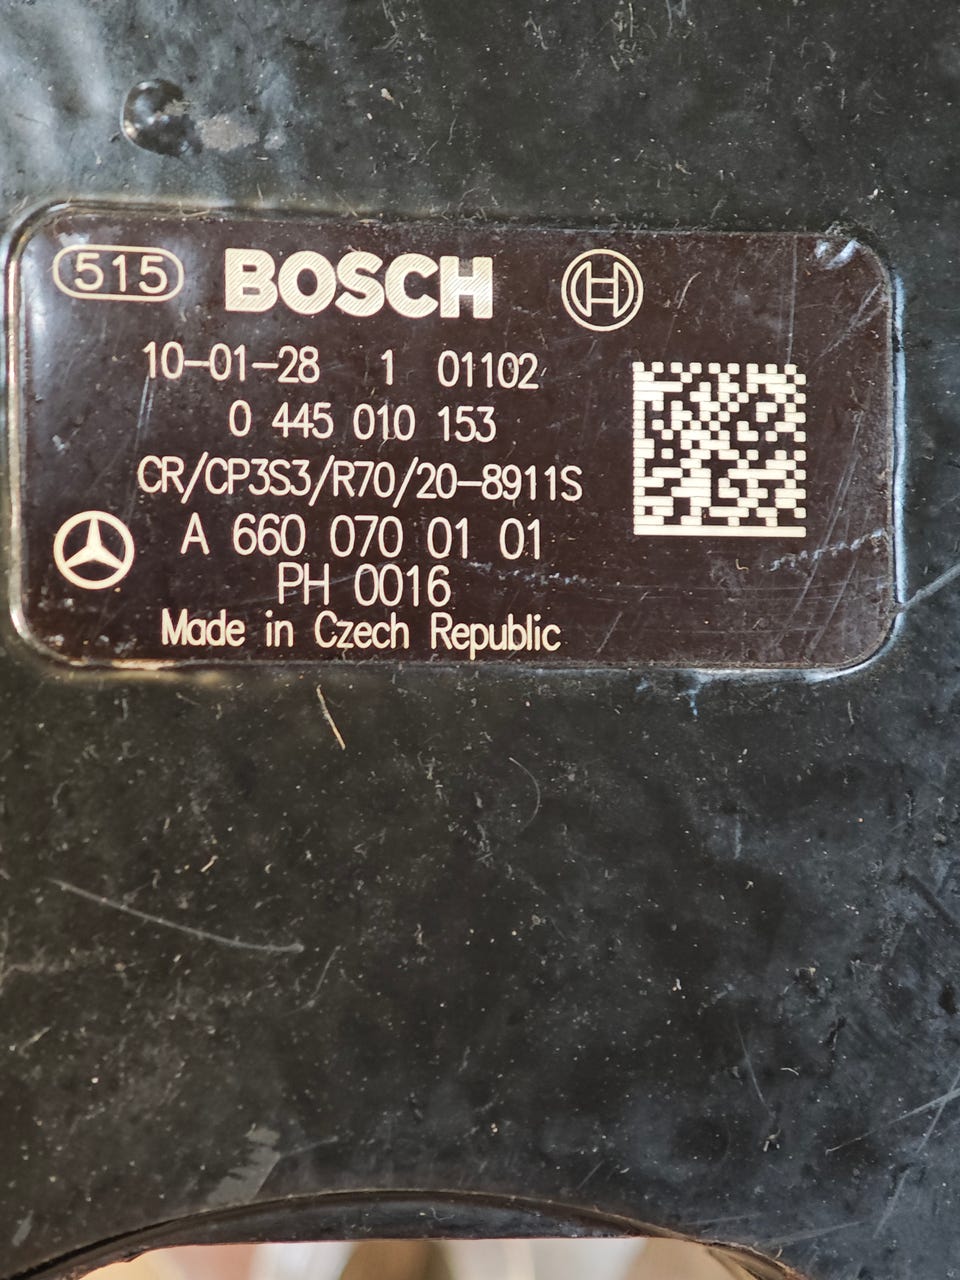 515 BOSCH
10-01-28 1 01102
0 445 010 153
CR/CP3S3/R70/20-8911S
A 660 070 01 01
PH 0016
Made in Czech Republic